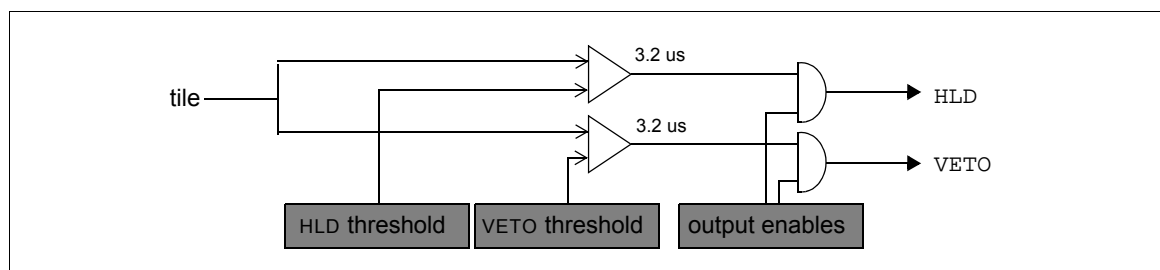 3.2 us
tile
HLD
3.2 us
VETO
HLD threshold
VETO threshold
output enables